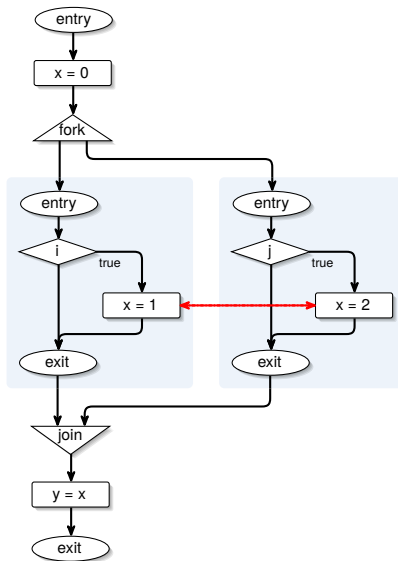 entry
x = 0
fork
entry
entry
i
true
j
true
x = 1
x = 2
exit
exit
join
y = x
exit